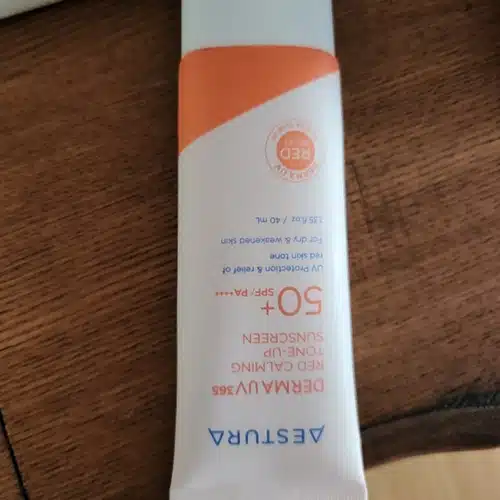 AESTURA
DERMAUV365
RED CALMING
TONE-UP
SUNSCREEN
50+
SPF/PA++++
UV Protection & relief of
red skin tone
For dry & weakened skin
1.35 fl.oz / 40 mL
RED
DERMA UV